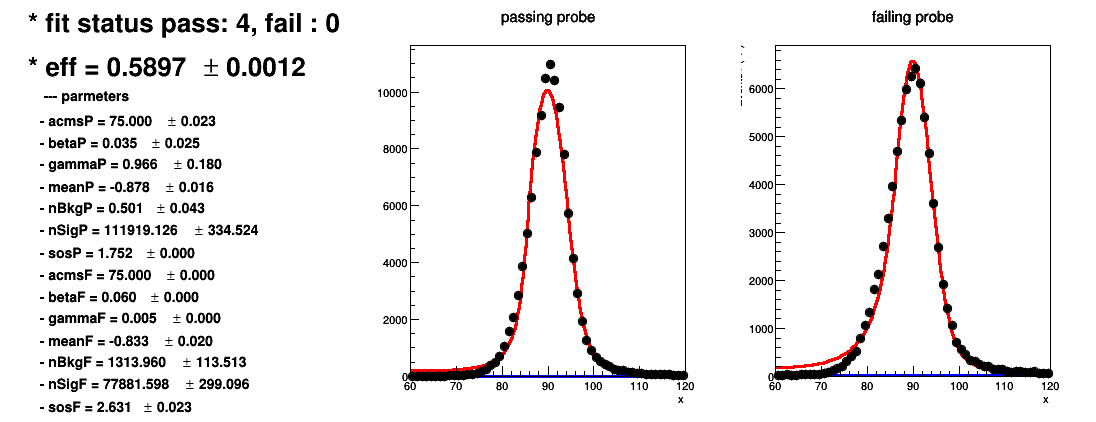 * fit status pass: 4, fail : 0
* eff = 0.5897 ± 0.0012
--- parmeters
- acmsP = 75.000 ± 0.023
- betaP = 0.035 ± 0.025
- gammaP = 0.966 ± 0.180
- meanP = -0.878 ± 0.016
- nBkgP = 0.501 ± 0.043
- nSigP = 111919.126 ± 334.524
- sosP = 1.752 ± 0.000
- acmsF = 75.000 ± 0.000
- betaF = 0.060 ± 0.000
- gammaF = 0.005 ± 0.000
- meanF = -0.833 ± 0.020
- nBkgF = 1313.960 ± 113.513
- nSigF = 77881.598 ± 299.096
- sosF = 2.631 ± 0.023
passing probe
10000
8000
6000
4000
2000
0
60 70 80 90 100 110 120
x
failing probe
6000
5000
4000
3000
2000
1000
0
60 70 80 90 100 110 120
x